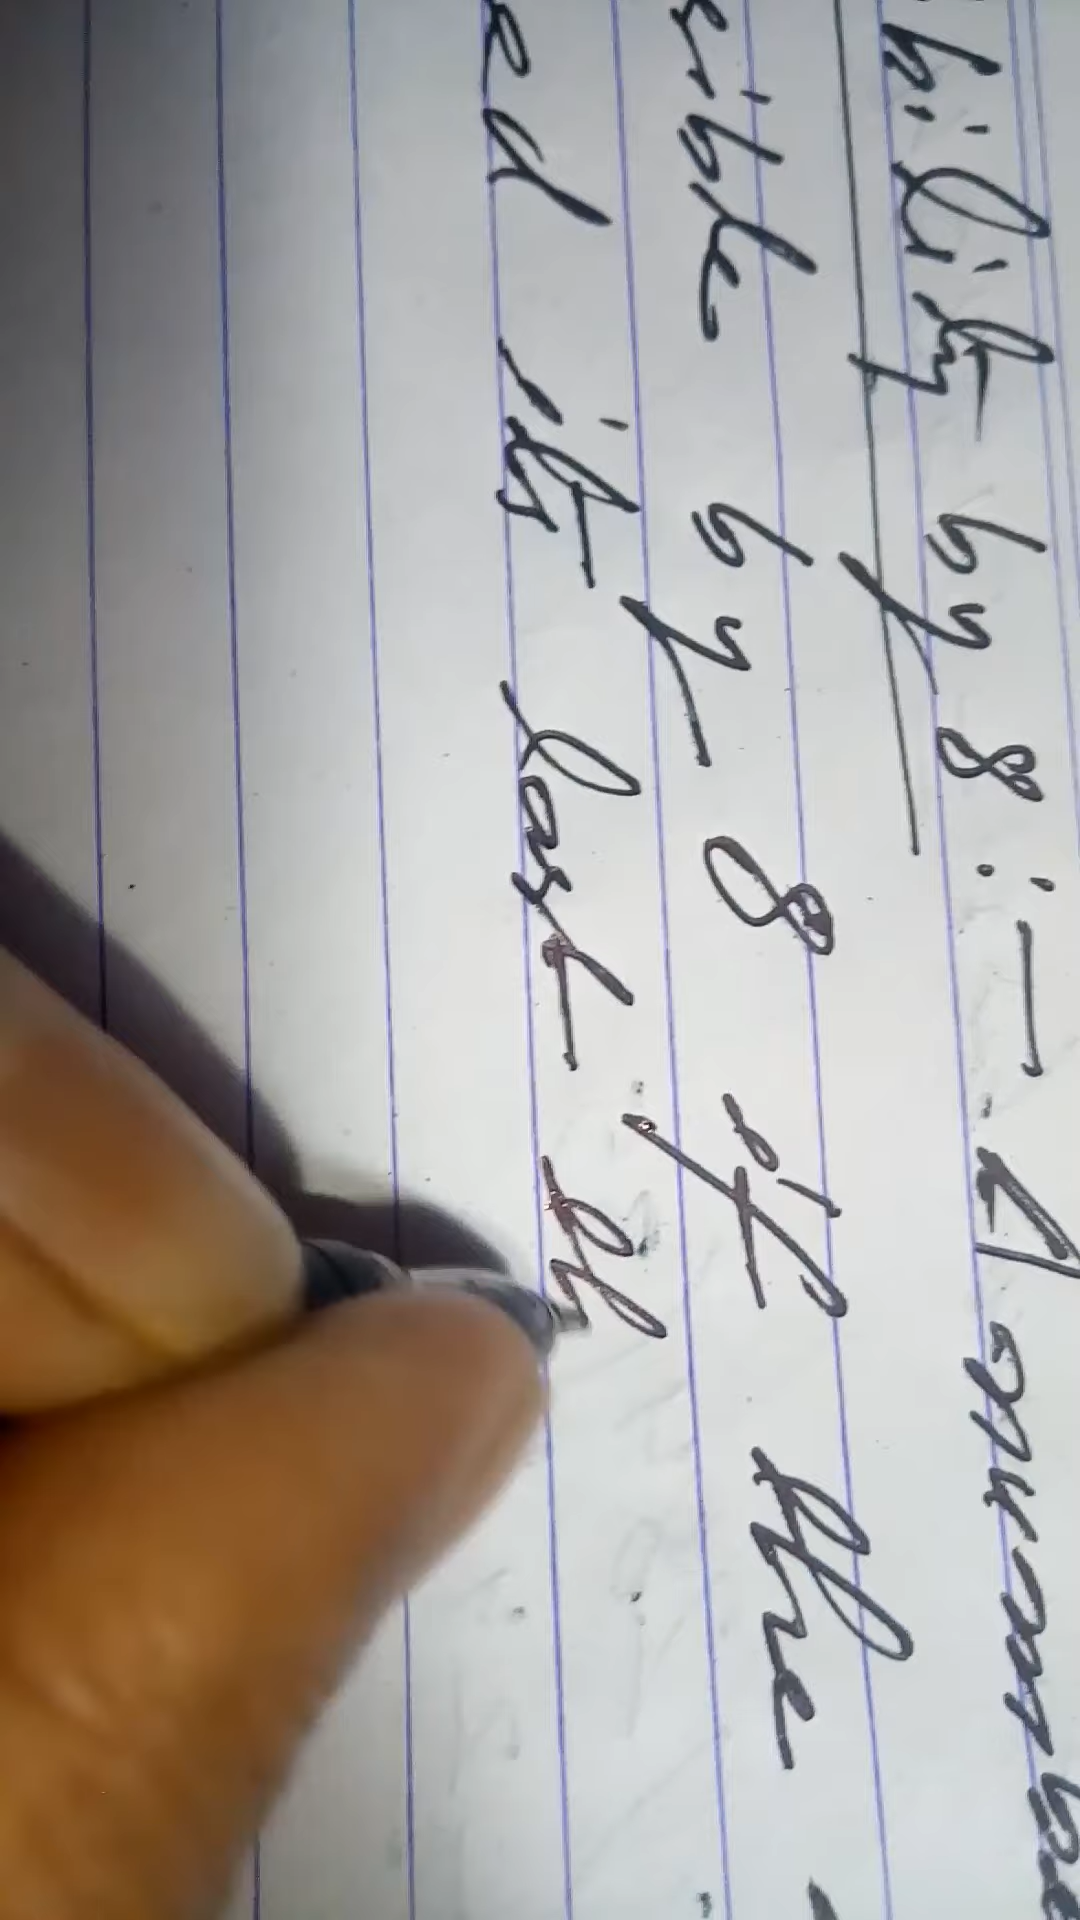 bility by 8 :- A numbe
sible by 8 if the
ed its last th